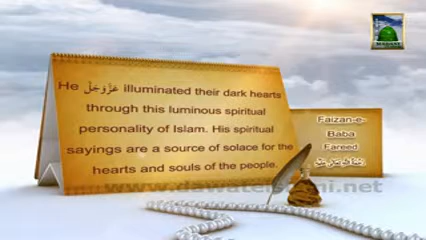 He عَزَّوَجَلَّ illuminated their dark hearts
through this luminous spiritual
personality of Islam. His spiritual
sayings are a source of solace for the
hearts and souls of the people.
Faizan-e-
Baba
Fareed
www.dawateislami.net
MADANI